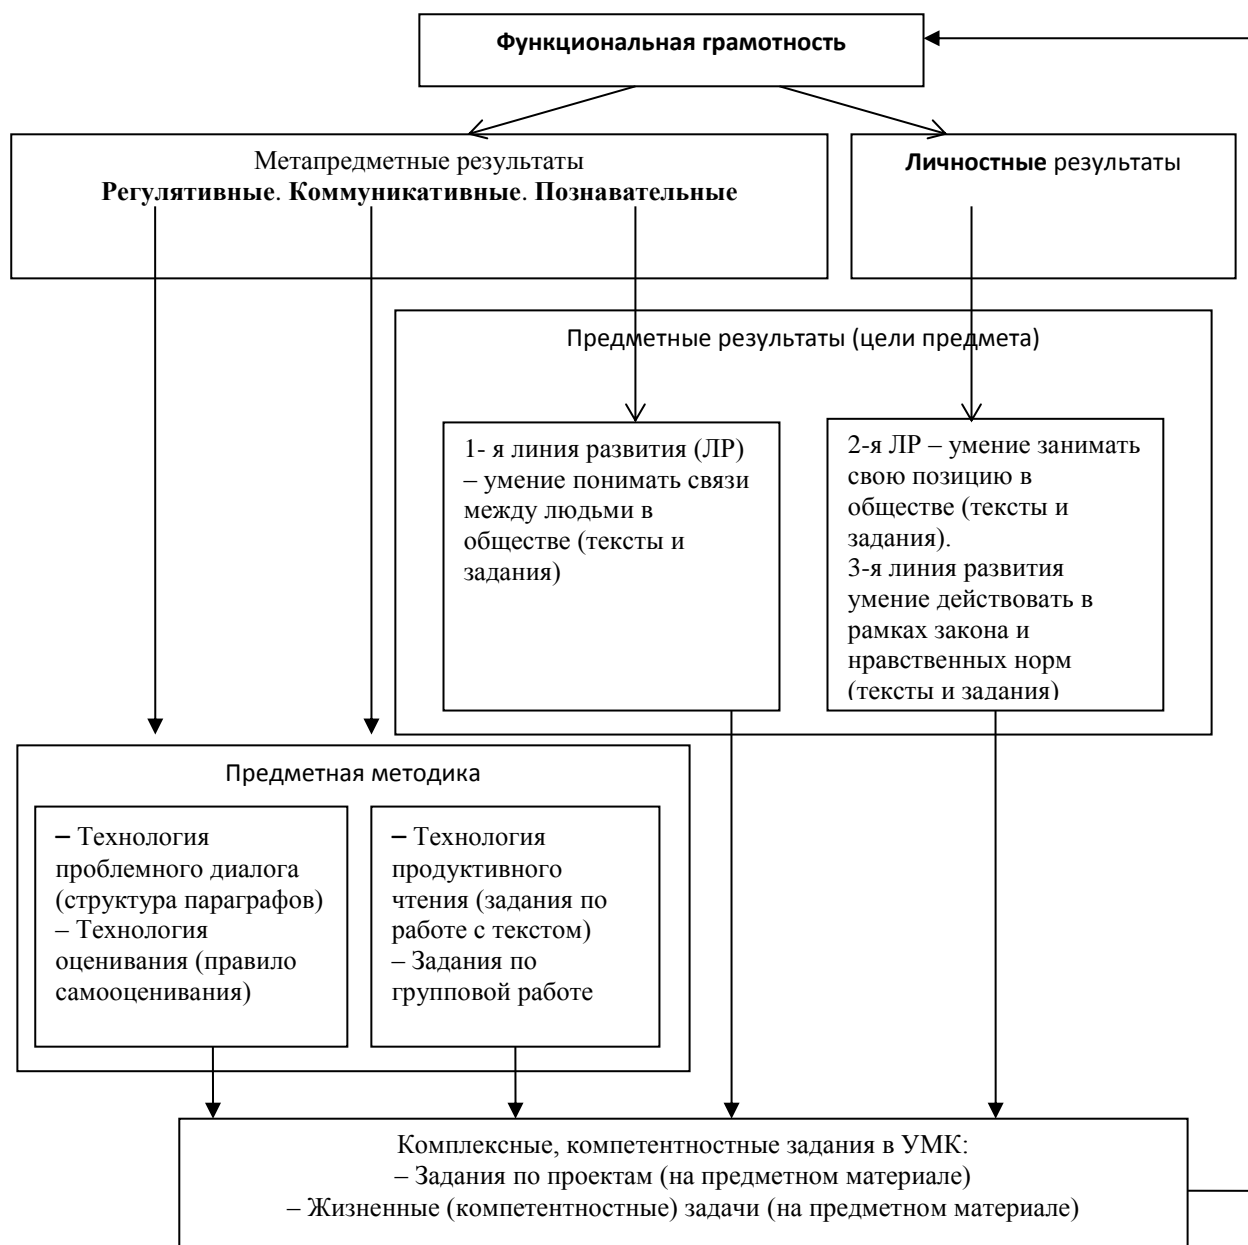 Функциональная грамотность
Метапредметные результаты
Регулятивные. Коммуникативные. Познавательные
Личностные результаты
Предметные результаты (цели предмета)
1- я линия развития (ЛР)
– умение понимать связи
между людьми в
обществе (тексты и
задания)
2-я ЛР – умение занимать
свою позицию в
обществе (тексты и
задания).
3-я линия развития
умение действовать в
рамках закона и
нравственных норм
(тексты и задания)
Предметная методика
– Технология
проблемного диалога
(структура параграфов)
– Технология
оценивания (правило
самооценивания)
– Технология
продуктивного
чтения (задания по
работе с текстом)
– Задания по
групповой работе
Комплексные, компетентностные задания в УМК:
– Задания по проектам (на предметном материале)
– Жизненные (компетентностные) задачи (на предметном материале)